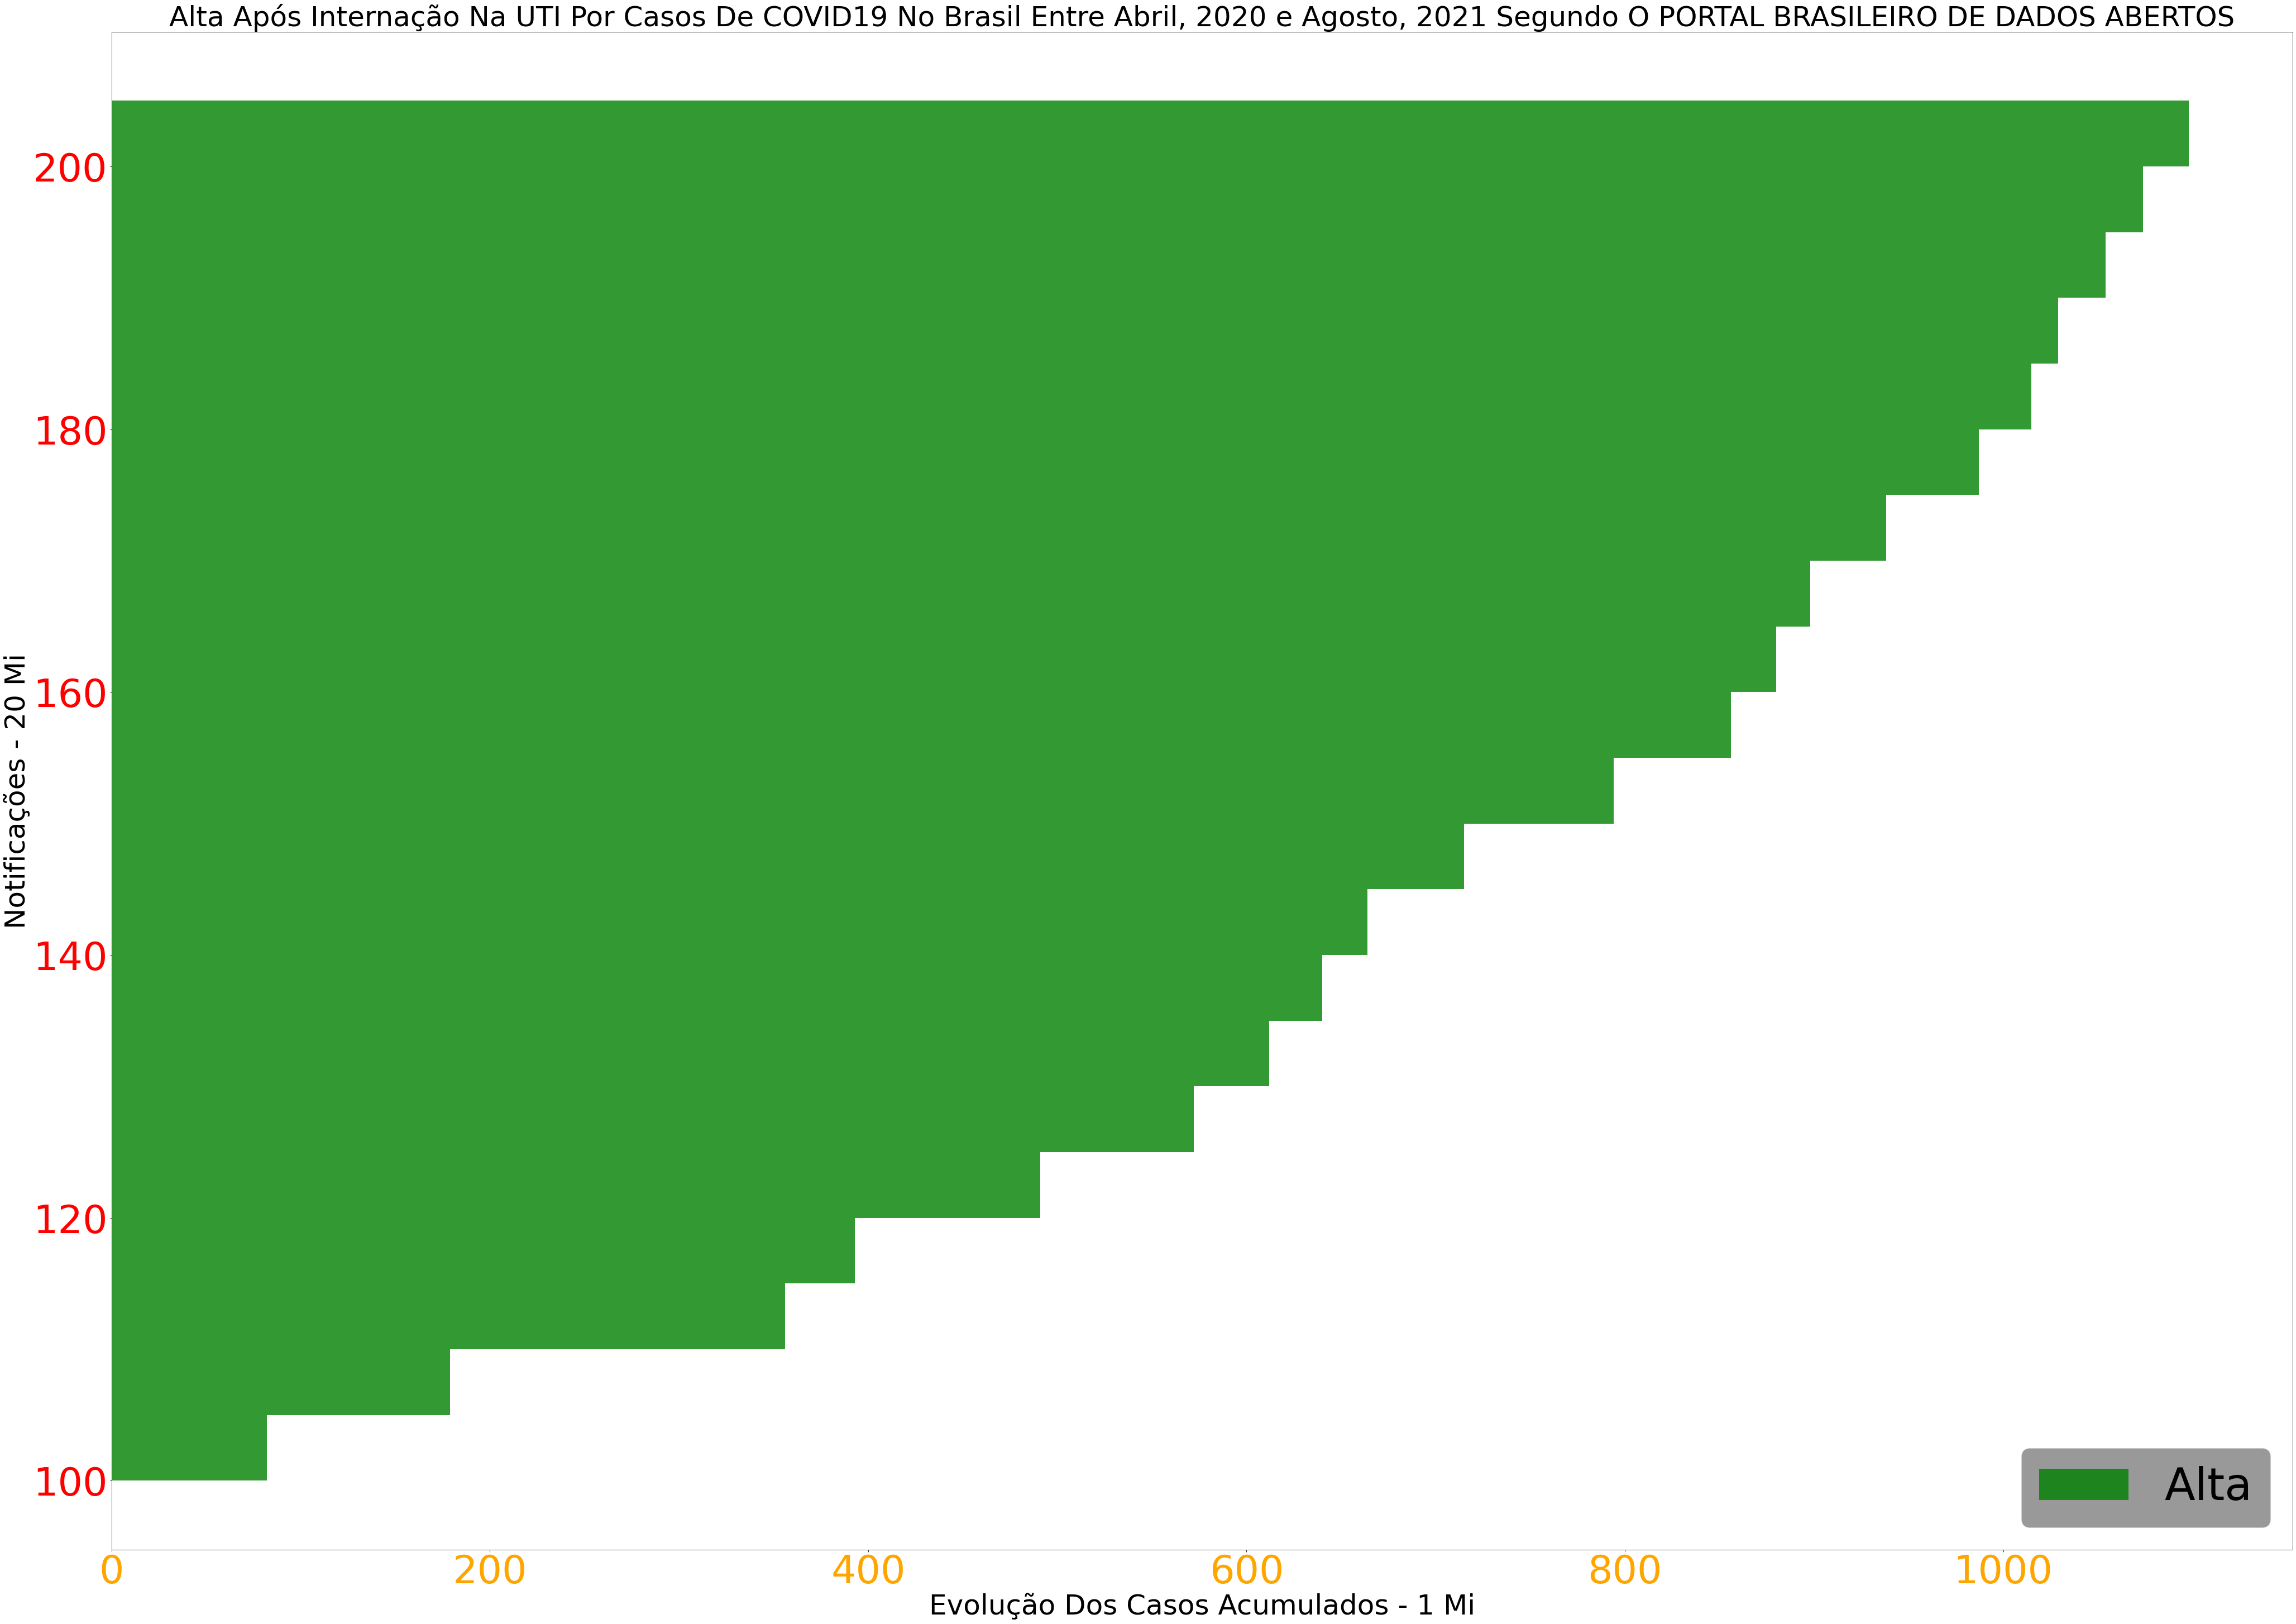 Alta Após Internação Na UTI Por Casos De COVID19 No Brasil Entre Abril, 2020 e Agosto, 2021 Segundo O PORTAL BRASILEIRO DE DADOS ABERTOS
200
180
160
140
120
100
Notificações - 20 Mi
Alta
0 200 400 600 800 1000
Evolução Dos Casos Acumulados - 1 Mi